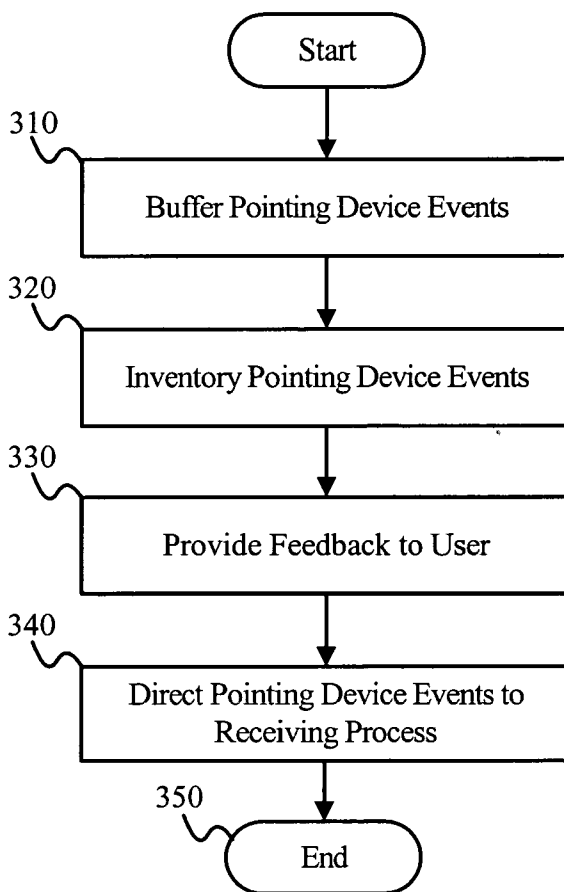 Start
310
Buffer Pointing Device Events
320
Inventory Pointing Device Events
330
Provide Feedback to User
340
Direct Pointing Device Events to
Receiving Process
350
End